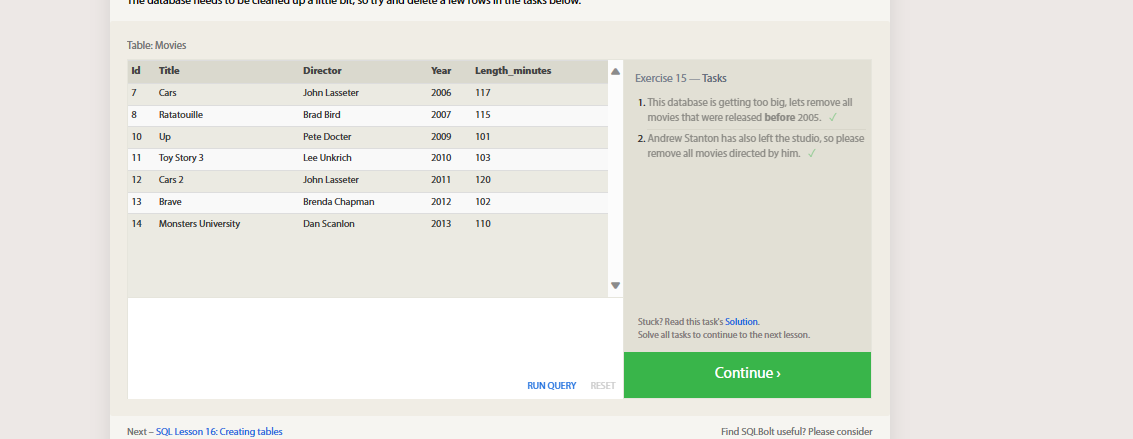 The database needs to be cleaned up a little bit, so try and delete a few rows in the tasks below.
Table: Movies
Id Title Director Year Length_minutes
7 Cars John Lasseter 2006 117
8 Ratatouille Brad Bird 2007 115
10 Up Pete Docter 2009 101
11 Toy Story 3 Lee Unkrich 2010 103
12 Cars 2 John Lasseter 2011 120
13 Brave Brenda Chapman 2012 102
14 Monsters University Dan Scanlon 2013 110
RUN QUERY RESET
Exercise 15 — Tasks
1. This database is getting too big, lets remove all
movies that were released before 2005. ✓
2. Andrew Stanton has also left the studio, so please
remove all movies directed by him. ✓
Stuck? Read this task's Solution.
Solve all tasks to continue to the next lesson.
Continue ›
Next – SQL Lesson 16: Creating tables
Find SQLBolt useful? Please consider